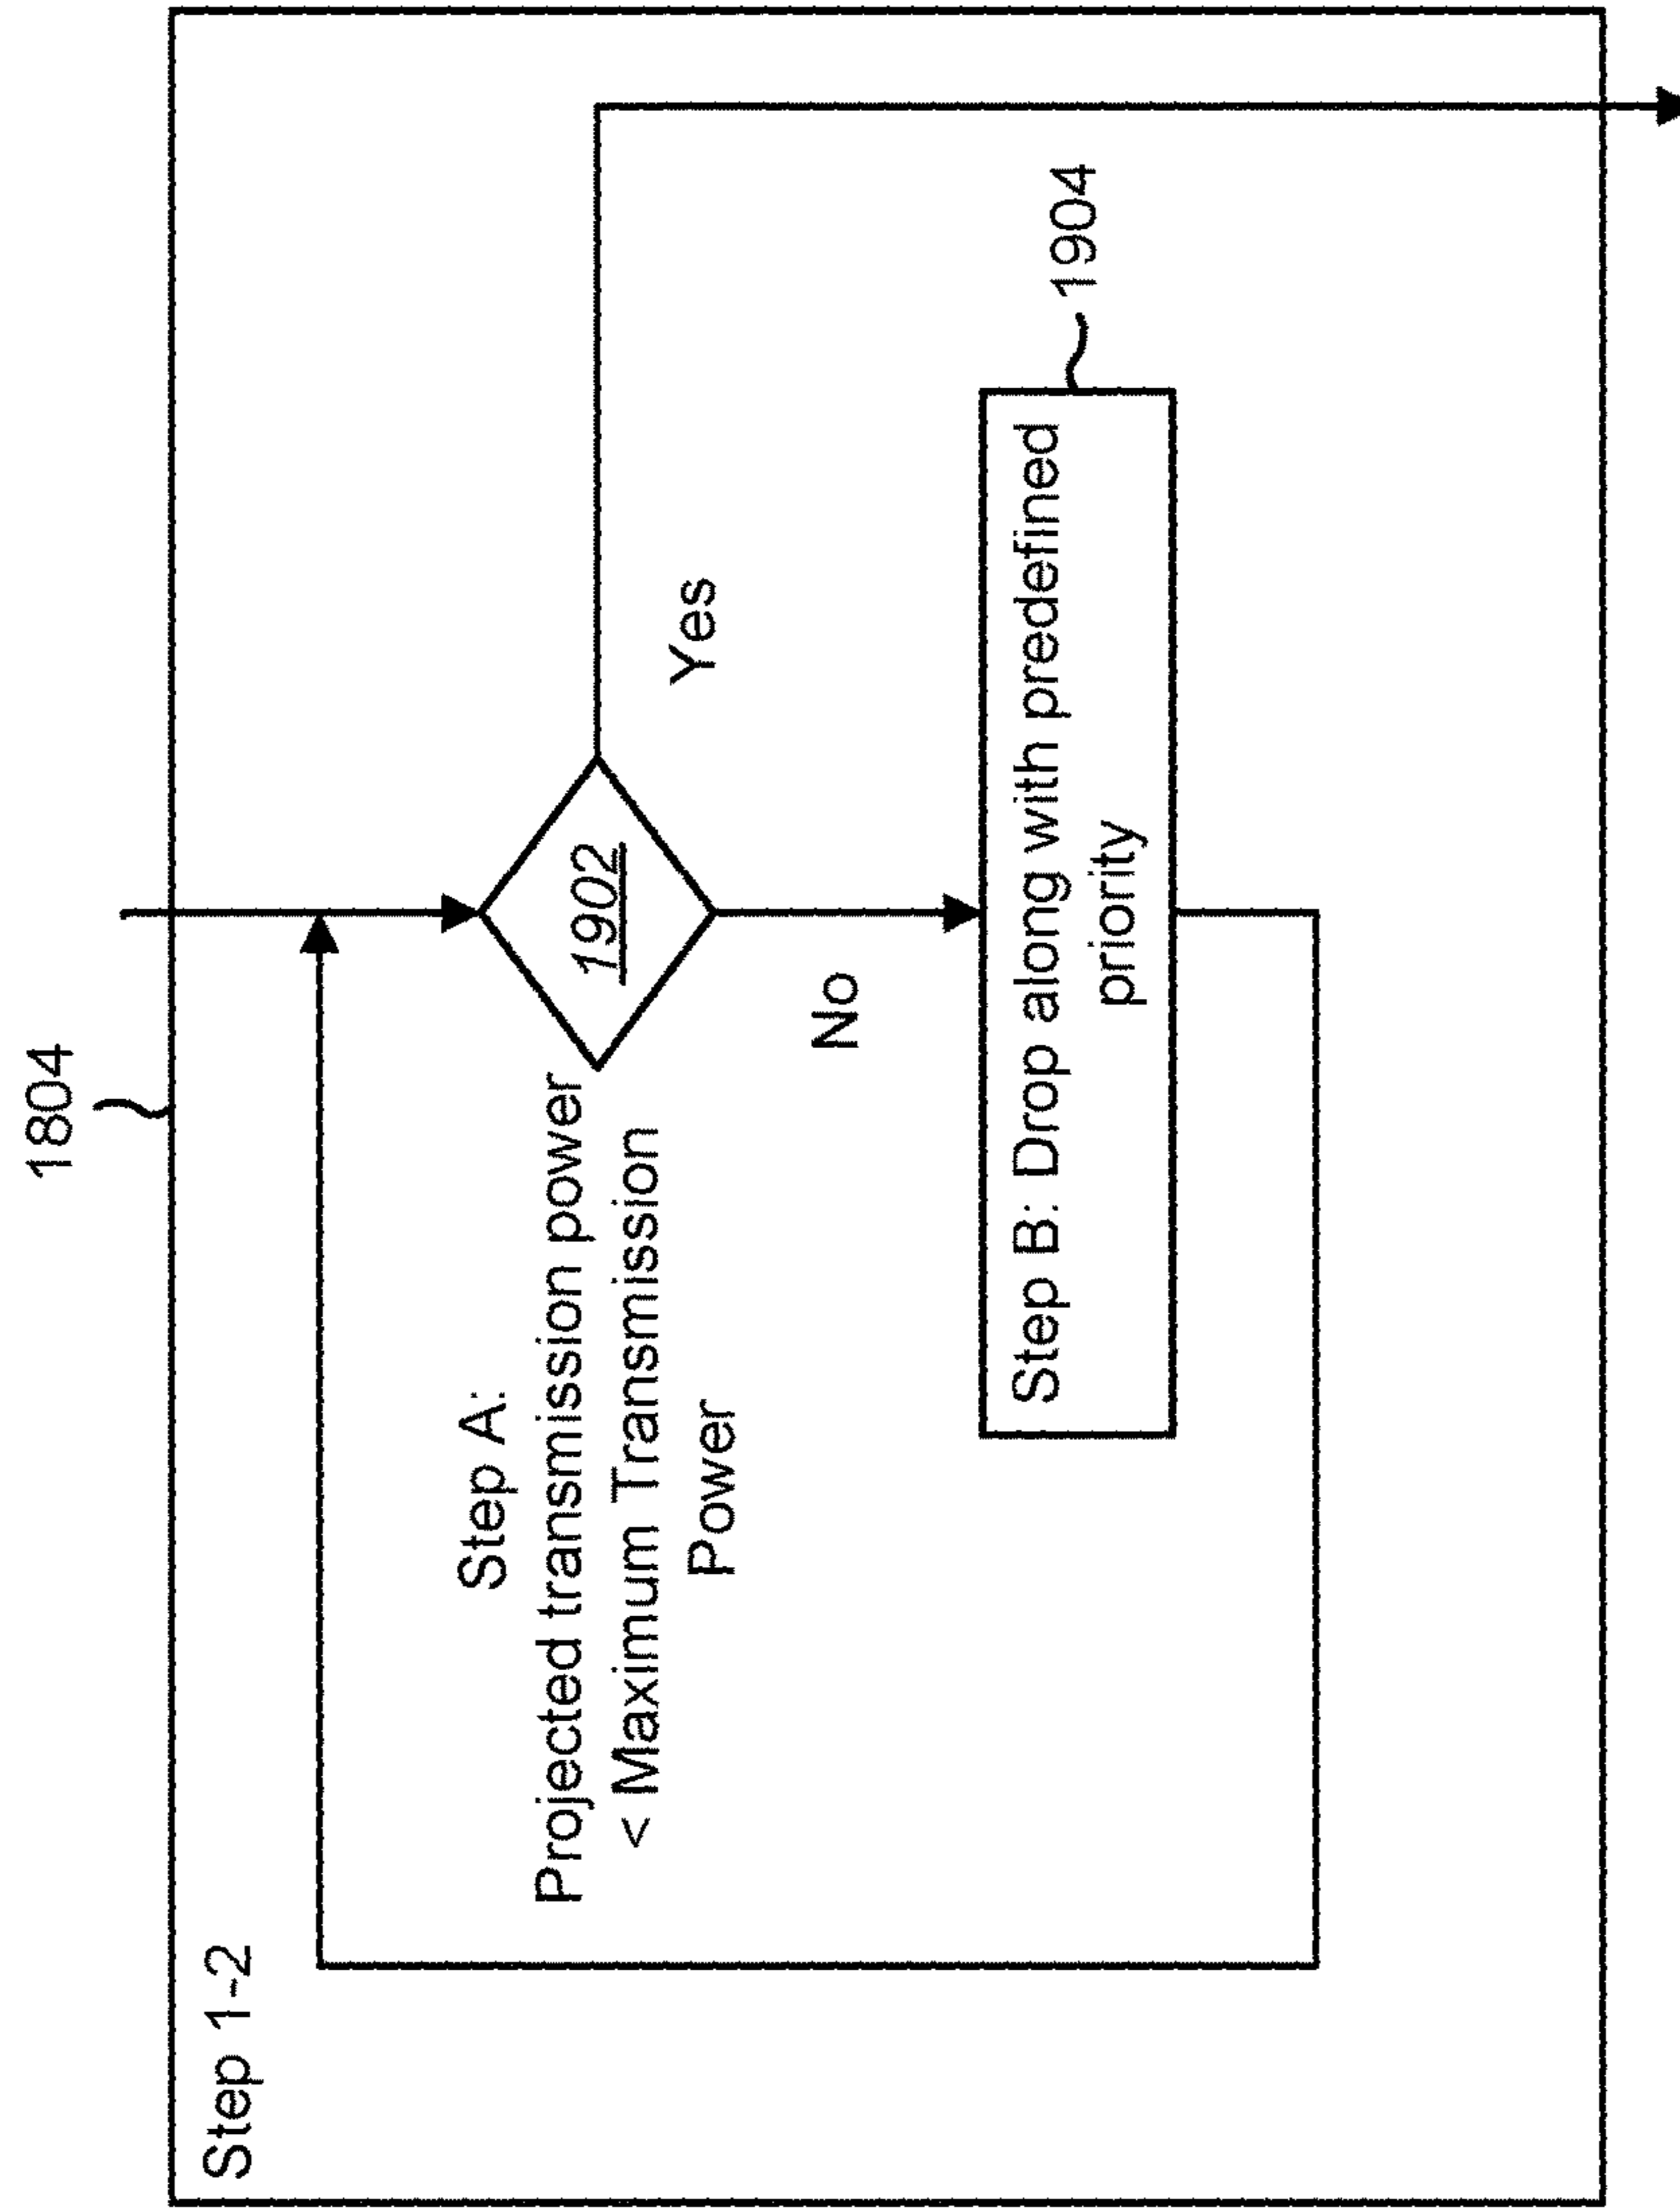 1804
Step 1-2
Step A:
Projected transmission power
< Maximum Transmission
Power
1902
Yes
No
Step B: Drop along with predefined
priority
1904